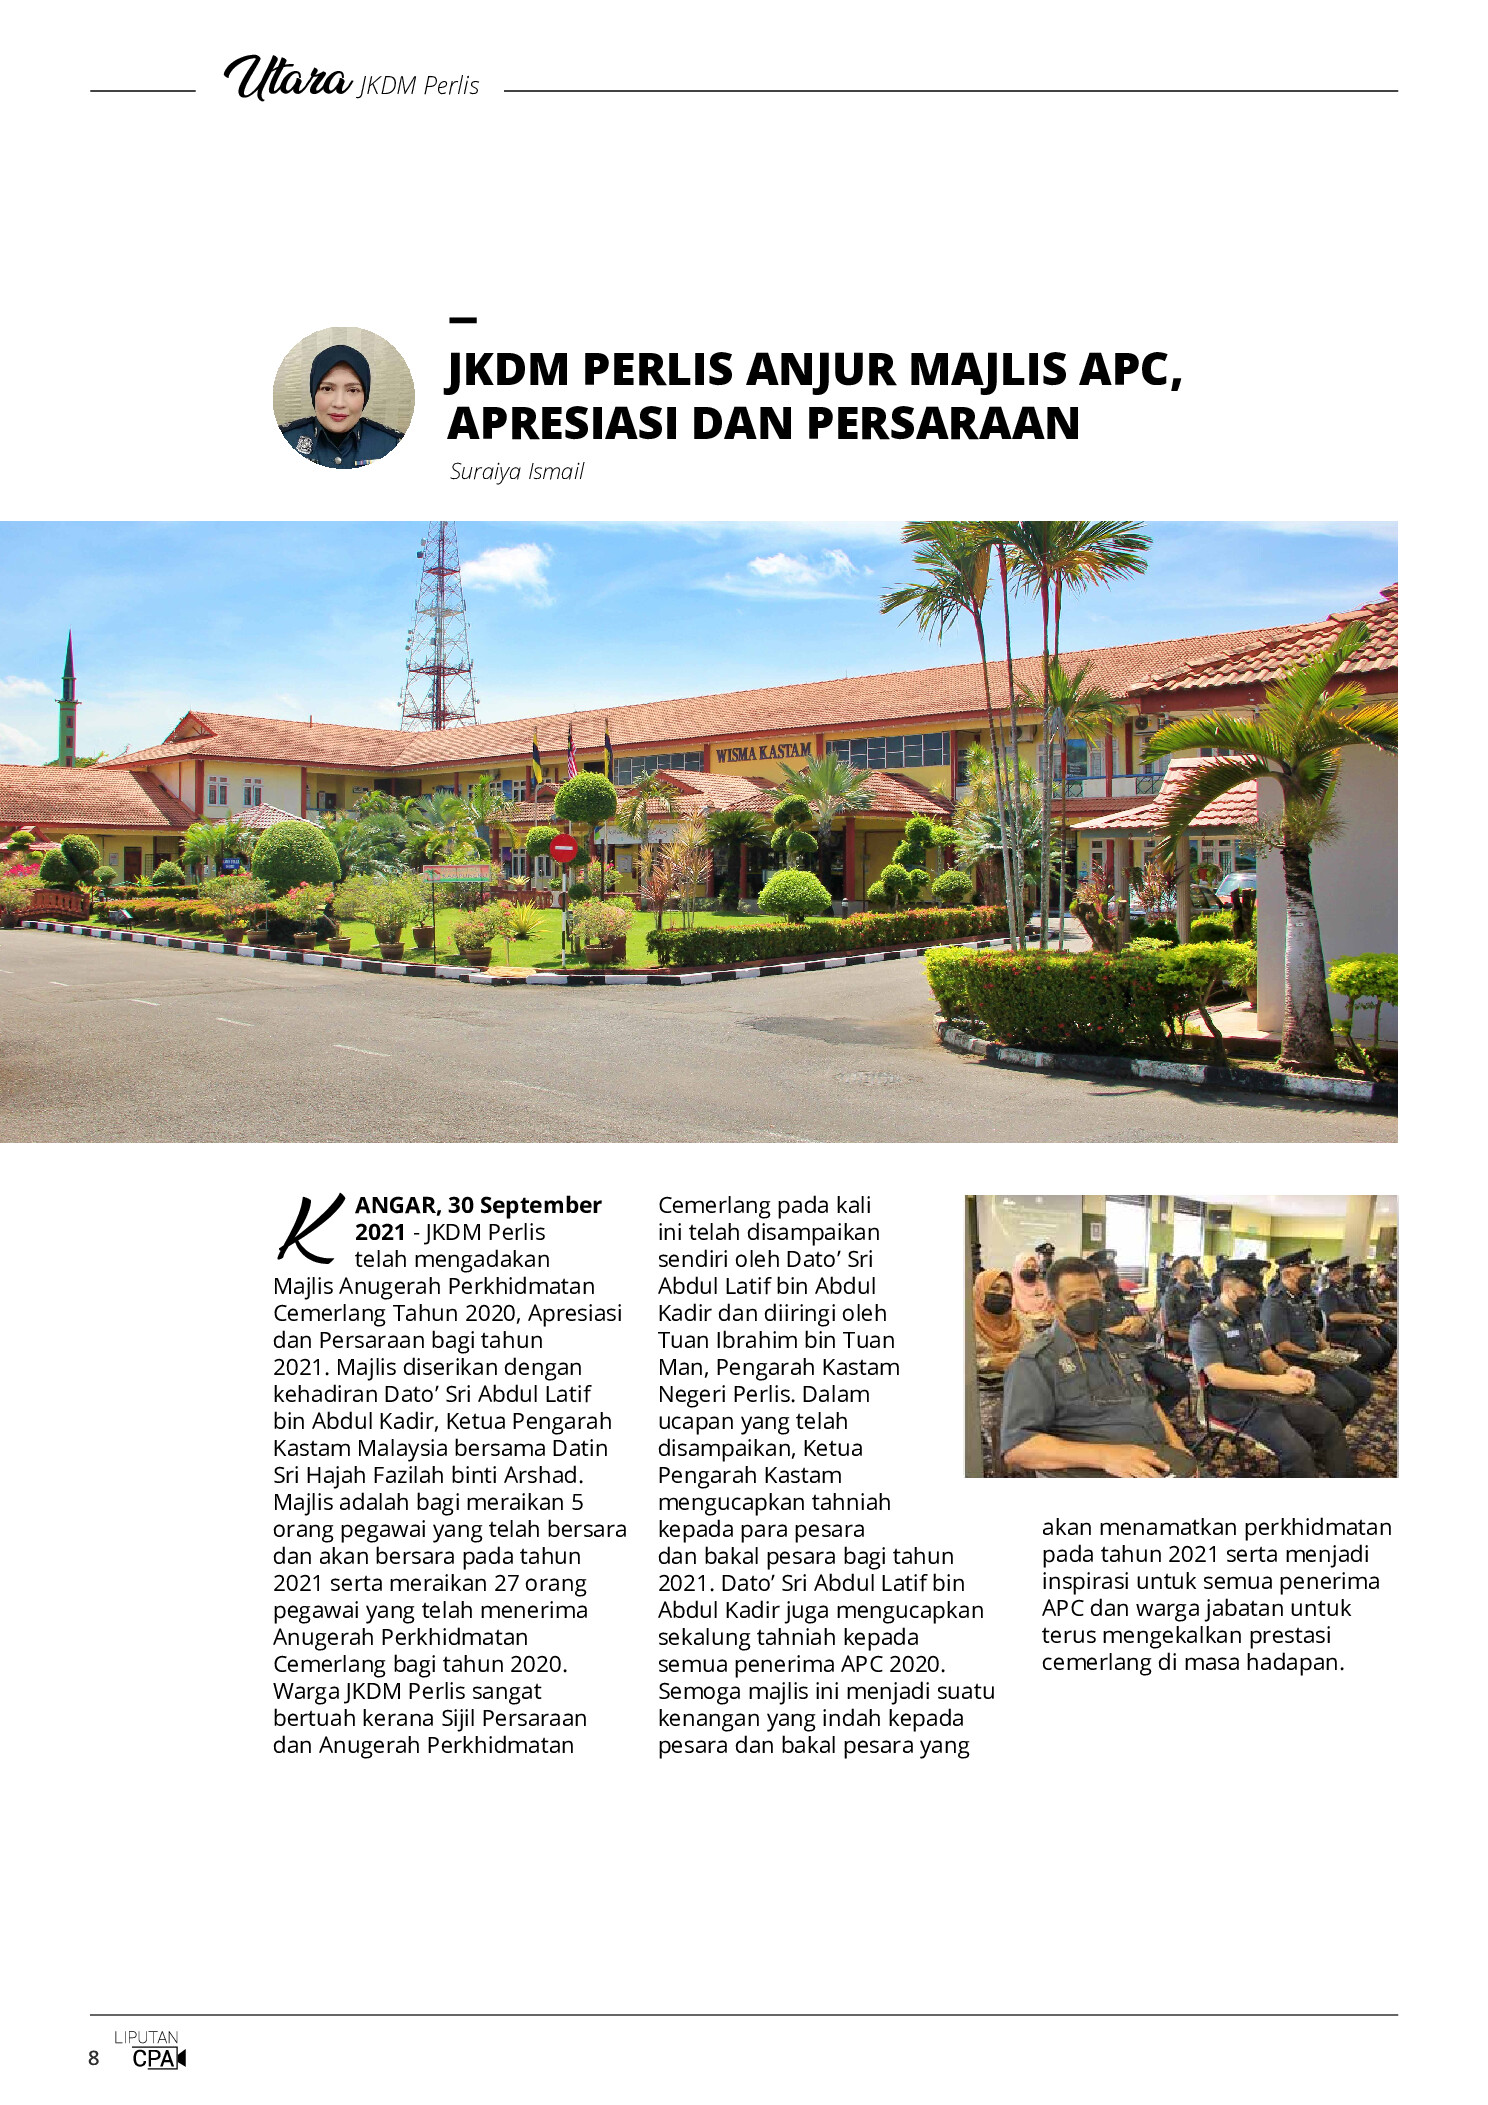 Utara JKDM Perlis
JKDM PERLIS ANJUR MAJLIS APC,
APRESIASI DAN PERSARAAN
Suraiya Ismail
WISMA KASTAM
KANGAR, 30 September
2021 - JKDM Perlis
telah mengadakan
Majlis Anugerah Perkhidmatan
Cemerlang Tahun 2020, Apresiasi
dan Persaraan bagi tahun
2021. Majlis diserikan dengan
kehadiran Dato’ Sri Abdul Latif
bin Abdul Kadir, Ketua Pengarah
Kastam Malaysia bersama Datin
Sri Hajah Fazilah binti Arshad.
Majlis adalah bagi meraikan 5
orang pegawai yang telah bersara
dan akan bersara pada tahun
2021 serta meraikan 27 orang
pegawai yang telah menerima
Anugerah Perkhidmatan
Cemerlang bagi tahun 2020.
Warga JKDM Perlis sangat
bertuah kerana Sijil Persaraan
dan Anugerah Perkhidmatan
Cemerlang pada kali
ini telah disampaikan
sendiri oleh Dato’ Sri
Abdul Latif bin Abdul
Kadir dan diiringi oleh
Tuan Ibrahim bin Tuan
Man, Pengarah Kastam
Negeri Perlis. Dalam
ucapan yang telah
disampaikan, Ketua
Pengarah Kastam
mengucapkan tahniah
kepada para pesara
dan bakal pesara bagi tahun
2021. Dato’ Sri Abdul Latif bin
Abdul Kadir juga mengucapkan
sekalung tahniah kepada
semua penerima APC 2020.
Semoga majlis ini menjadi suatu
kenangan yang indah kepada
pesara dan bakal pesara yang
akan menamatkan perkhidmatan
pada tahun 2021 serta menjadi
inspirasi untuk semua penerima
APC dan warga jabatan untuk
terus mengekalkan prestasi
cemerlang di masa hadapan.
8
LIPUTAN
CPA